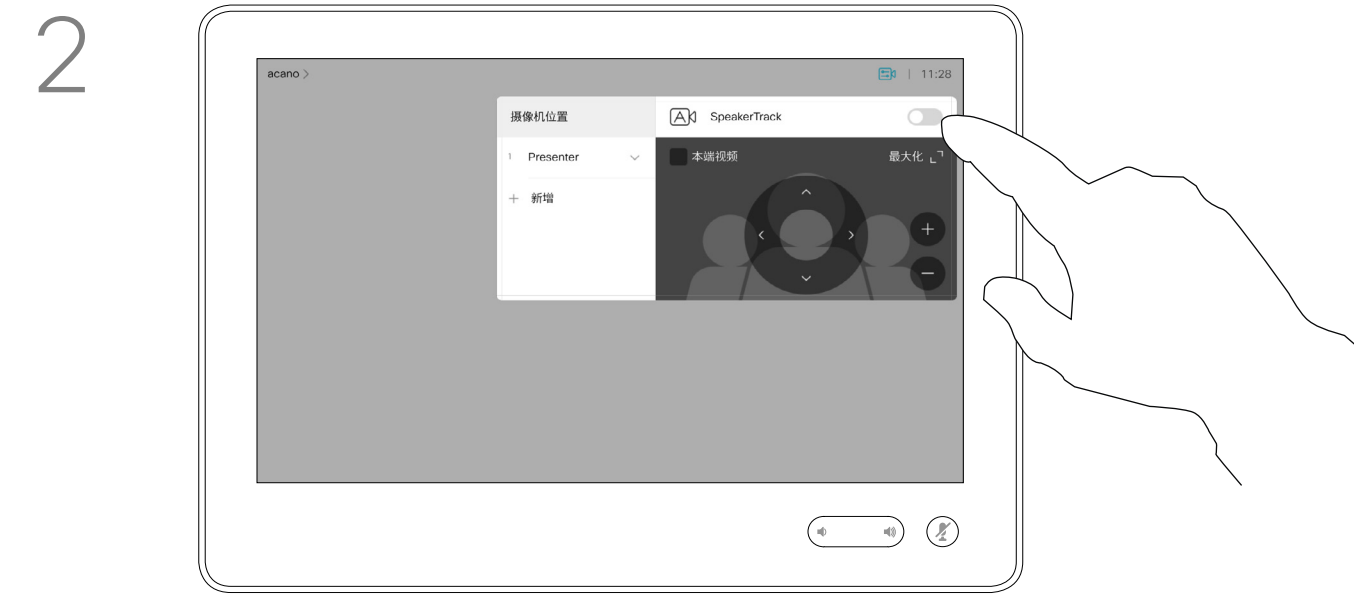 2
acano >
11:28
摄像机位置
SpeakerTrack
1 Presenter
本端视频
最大化
+ 新增